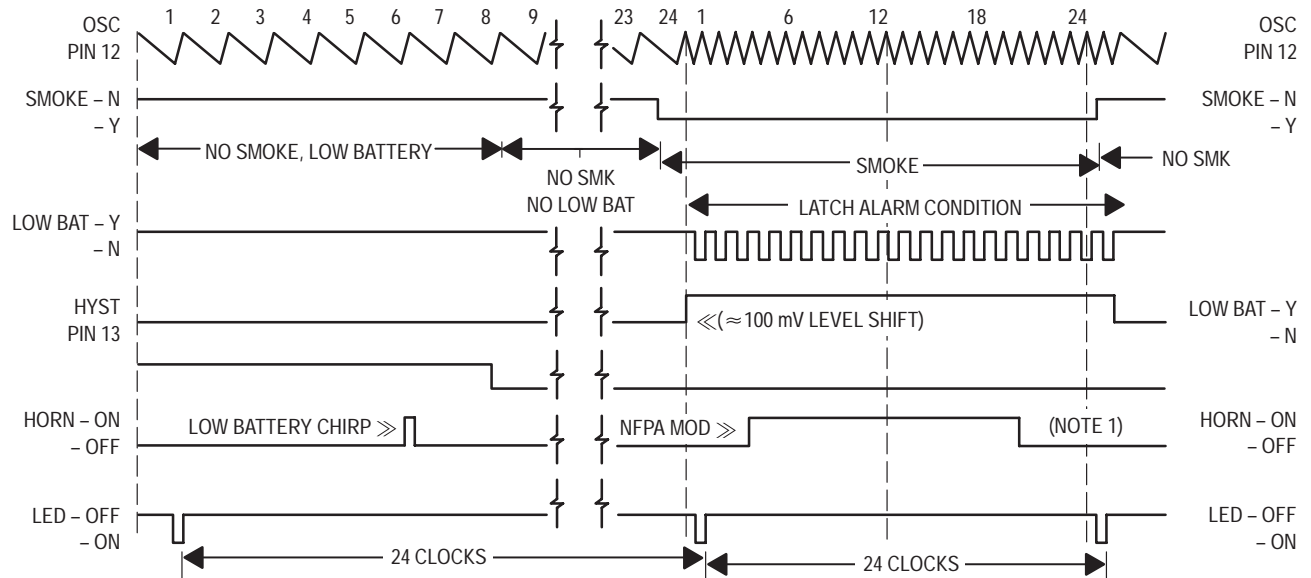 1 2 3 4 5 6 7 8 9 23 24 1 6 12 18 24
OSC
PIN 12
OSC
PIN 12
SMOKE – N
– Y
SMOKE – N
– Y
NO SMOKE, LOW BATTERY
NO SMK
NO LOW BAT
SMOKE
NO SMK
LATCH ALARM CONDITION
LOW BAT – Y
– N
HYST
PIN 13
≪(≈100 mV LEVEL SHIFT)
LOW BAT – Y
– N
HORN – ON
– OFF
LOW BATTERY CHIRP ≫
NFPA MOD ≫
(NOTE 1)
HORN – ON
– OFF
LED – OFF
– ON
24 CLOCKS
24 CLOCKS
LED – OFF
– ON